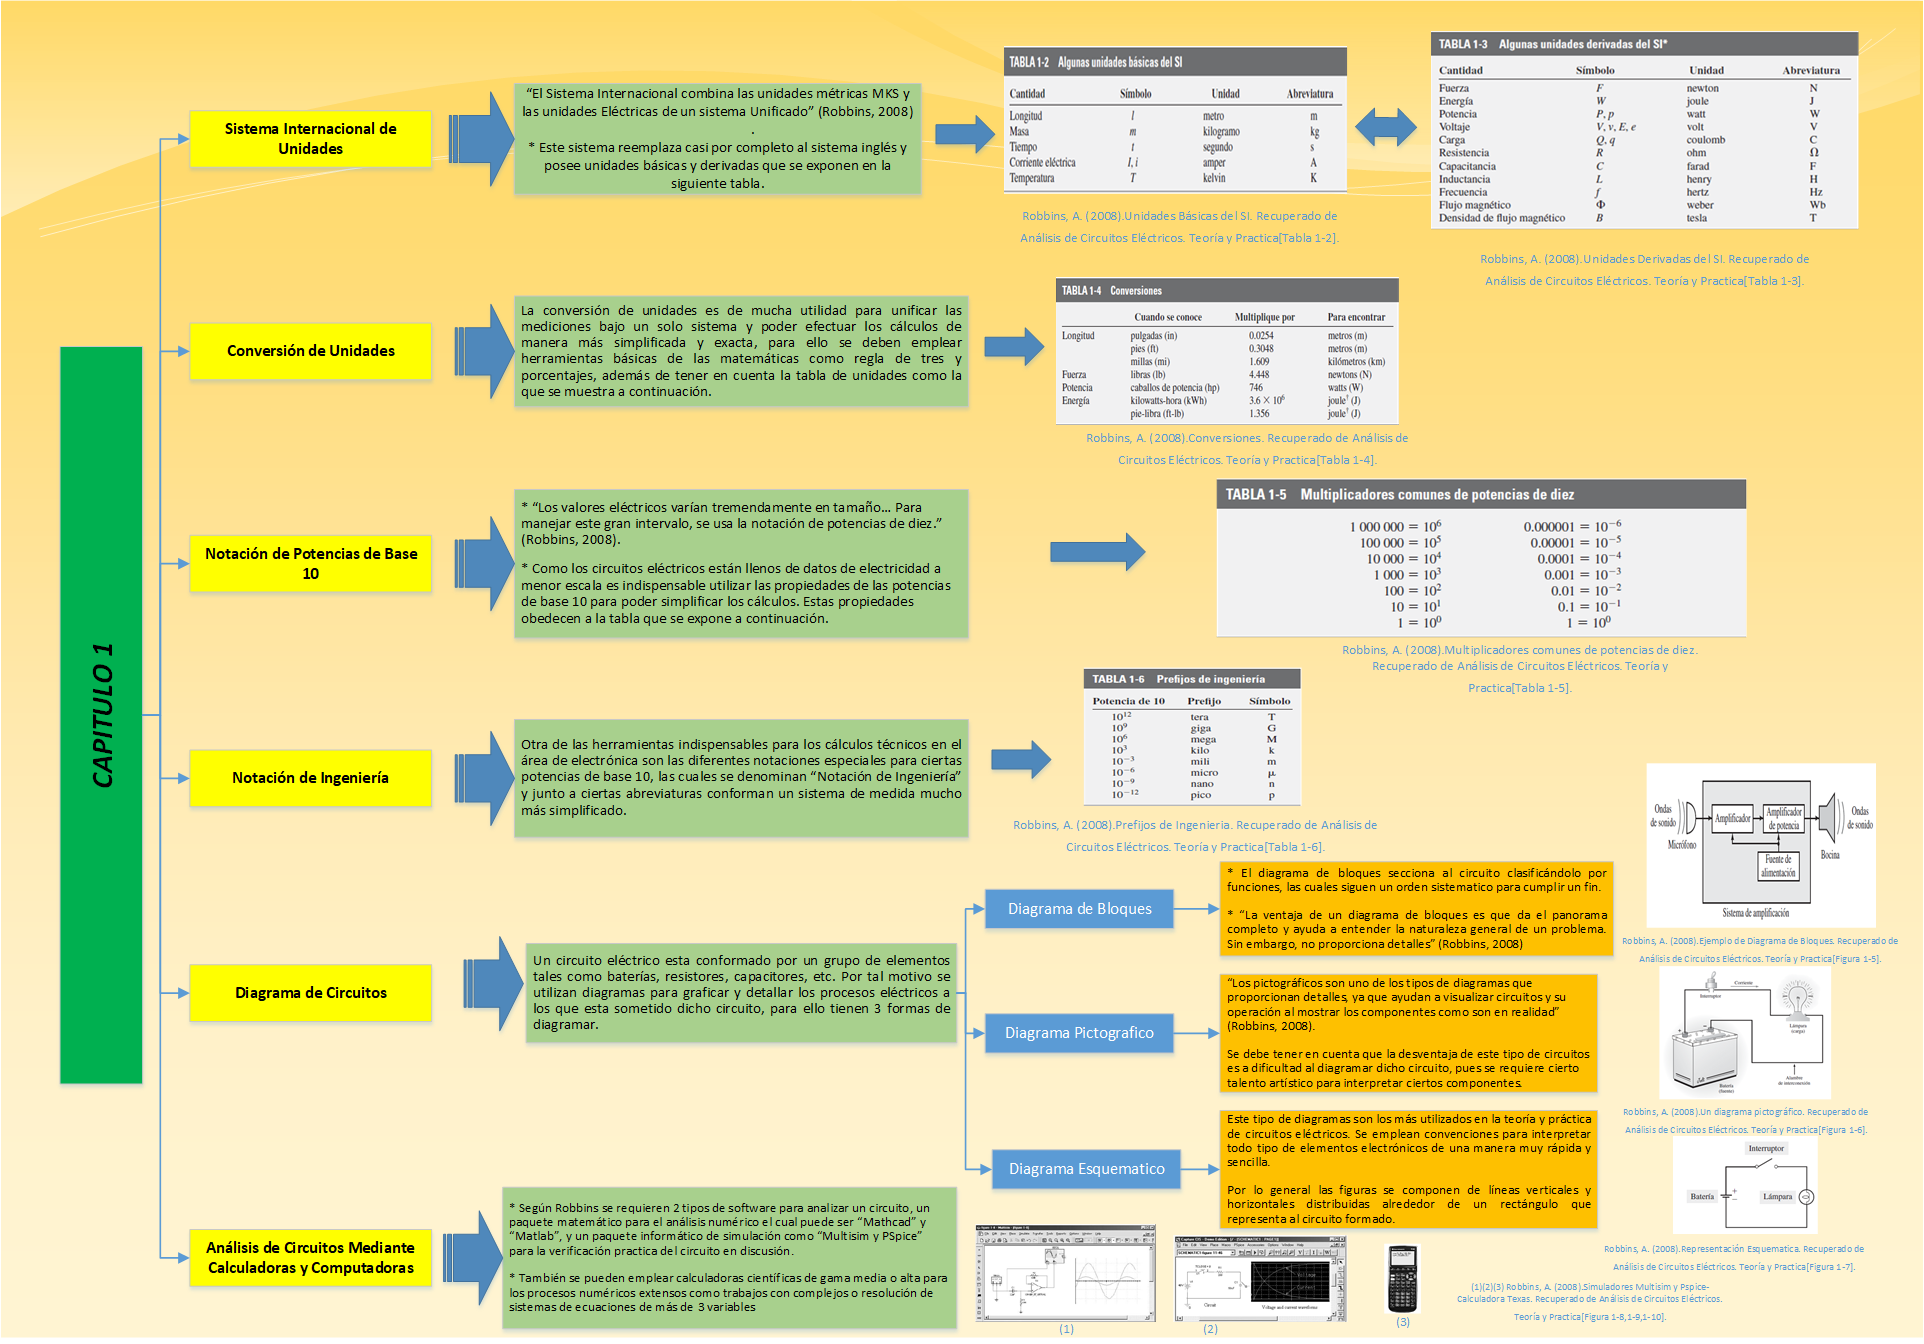 CAPITULO 1
Sistema Internacional de
Unidades
“El Sistema Internacional combina las unidades métricas MKS y
las unidades Eléctricas de un sistema Unificado” (Robbins, 2008)
.
* Este sistema reemplaza casi por completo al sistema inglés y
posee unidades básicas y derivadas que se exponen en la
siguiente tabla.
TABLA 1-2 Algunas unidades básicas del SI
Cantidad Símbolo Unidad Abreviatura
Longitud l metro m
Masa m kilogramo kg
Tiempo t segundo s
Corriente eléctrica I, i amper A
Temperatura T kelvin K
Robbins, A. (2008).Unidades Básicas del SI. Recuperado de
Análisis de Circuitos Eléctricos. Teoría y Practica[Tabla 1-2].
TABLA 1-3 Algunas unidades derivadas del SI*
Cantidad Símbolo Unidad Abreviatura
Fuerza F newton N
Energía W joule J
Potencia P, p watt W
Voltaje V, v, E, e volt V
Carga Q, q coulomb C
Resistencia R ohm Ω
Capacitancia C farad F
Inductancia L henry H
Frecuencia f hertz Hz
Flujo magnético Φ weber Wb
Densidad de flujo magnético B tesla T
Robbins, A. (2008).Unidades Derivadas del SI. Recuperado de
Análisis de Circuitos Eléctricos. Teoría y Practica[Tabla 1-3].
Conversión de Unidades
La conversión de unidades es de mucha utilidad para unificar las
mediciones bajo un solo sistema y poder efectuar los cálculos de
manera más simplificada y exacta, para ello se deben emplear
herramientas básicas de las matemáticas como regla de tres y
porcentajes, además de tener en cuenta la tabla de unidades como la
que se muestra a continuación.
TABLA 1-4 Conversiones
Cuando se conoce Multiplique por Para encontrar
Longitud pulgadas (in) 0.0254 metros (m)
pies (ft) 0.3048 metros (m)
millas (mi) 1.609 kilómetros (km)
Fuerza libras (lb) 4.448 newtons (N)
Potencia caballos de potencia (hp) 746 watts (W)
Energía kilowatts-hora (kWh) 3.6 × 10⁶ joule† (J)
pie-libra (ft-lb) 1.356 joule† (J)
Robbins, A. (2008).Conversiones. Recuperado de Análisis de
Circuitos Eléctricos. Teoría y Practica[Tabla 1-4].
Notación de Potencias de Base
10
* “Los valores eléctricos varían tremendamente en tamaño... Para
manejar este gran intervalo, se usa la notación de potencias de diez.”
(Robbins, 2008).
* Como los circuitos eléctricos están llenos de datos de electricidad a
menor escala es indispensable utilizar las propiedades de las potencias
de base 10 para poder simplificar los cálculos. Estas propiedades
obedecen a la tabla que se expone a continuación.
TABLA 1-5 Multiplicadores comunes de potencias de diez
1 000 000 = 10⁶ 0.000001 = 10⁻⁶
100 000 = 10⁵ 0.00001 = 10⁻⁵
10 000 = 10⁴ 0.0001 = 10⁻⁴
1 000 = 10³ 0.001 = 10⁻³
100 = 10² 0.01 = 10⁻²
10 = 10¹ 0.1 = 10⁻¹
1 = 10⁰ 1 = 10⁰
Robbins, A. (2008).Multiplicadores comunes de potencias de diez.
Recuperado de Análisis de Circuitos Eléctricos. Teoría y
Practica[Tabla 1-5].
Notación de Ingeniería
Otra de las herramientas indispensables para los cálculos técnicos en el
área de electrónica son las diferentes notaciones especiales para ciertas
potencias de base 10, las cuales se denominan “Notación de Ingeniería”
y junto a ciertas abreviaturas conforman un sistema de medida mucho
más simplificado.
TABLA 1-6 Prefijos de ingeniería
Potencia de 10 Prefijo Símbolo
10¹² tera T
10⁹ giga G
10⁶ mega M
10³ kilo k
10⁻³ mili m
10⁻⁶ micro μ
10⁻⁹ nano n
10⁻¹² pico p
Robbins, A. (2008).Prefijos de Ingenieria. Recuperado de Análisis de
Circuitos Eléctricos. Teoría y Practica[Tabla 1-6].
Diagrama de Circuitos
Un circuito eléctrico esta conformado por un grupo de elementos
tales como baterías, resistores, capacitores, etc. Por tal motivo se
utilizan diagramas para graficar y detallar los procesos eléctricos a
los que esta sometido dicho circuito, para ello tienen 3 formas de
diagramar.
Diagrama de Bloques
* El diagrama de bloques secciona al circuito clasificándolo por
funciones, las cuales siguen un orden sistematico para cumplir un fin.
* “La ventaja de un diagrama de bloques es que da el panorama
completo y ayuda a entender la naturaleza general de un problema.
Sin embargo, no proporciona detalles” (Robbins, 2008)
Ondas
de sonido
Micrófono
Amplificador
Amplificador
de potencia
Fuente de
alimentación
Ondas
de sonido
Bocina
Sistema de amplificación
Robbins, A. (2008).Ejemplo de Diagrama de Bloques. Recuperado de
Análisis de Circuitos Eléctricos. Teoría y Practica[Figura 1-5].
Diagrama Pictografico
“Los pictográficos son uno de los tipos de diagramas que
proporcionan detalles, ya que ayudan a visualizar circuitos y su
operación al mostrar los componentes como son en realidad”
(Robbins, 2008).
Se debe tener en cuenta que la desventaja de este tipo de circuitos
es a dificultad al diagramar dicho circuito, pues se requiere cierto
talento artístico para interpretar ciertos componentes.
Interruptor
Corriente
Lámpara
(carga)
Batería
(fuente)
Alambre
de interconexión
Robbins, A. (2008).Un diagrama pictográfico. Recuperado de
Análisis de Circuitos Eléctricos. Teoría y Practica[Figura 1-6].
Diagrama Esquematico
Este tipo de diagramas son los más utilizados en la teoría y práctica
de circuitos eléctricos. Se emplean convenciones para interpretar
todo tipo de elementos electrónicos de una manera muy rápida y
sencilla.
Por lo general las figuras se componen de líneas verticales y
horizontales distribuidas alrededor de un rectángulo que
representa al circuito formado.
Interruptor
Batería
+
−
Lámpara
Robbins, A. (2008).Representación Esquematica. Recuperado de
Análisis de Circuitos Eléctricos. Teoría y Practica[Figura 1-7].
Análisis de Circuitos Mediante
Calculadoras y Computadoras
* Según Robbins se requieren 2 tipos de software para analizar un circuito, un
paquete matemático para el análisis numérico el cual puede ser “Mathcad” y
“Matlab”, y un paquete informático de simulación como “Multisim y PSpice”
para la verificación practica del circuito en discusión.
* También se pueden emplear calculadoras científicas de gama media o alta para
los procesos numéricos extensos como trabajos con complejos o resolución de
sistemas de ecuaciones de más de 3 variables
(1)
Circuit
Voltage and current waveforms
(2)
(3)
(1)(2)(3) Robbins, A. (2008).Simuladores Multisim y Pspice-
Calculadora Texas. Recuperado de Análisis de Circuitos Eléctricos.
Teoría y Practica[Figura 1-8,1-9,1-10].